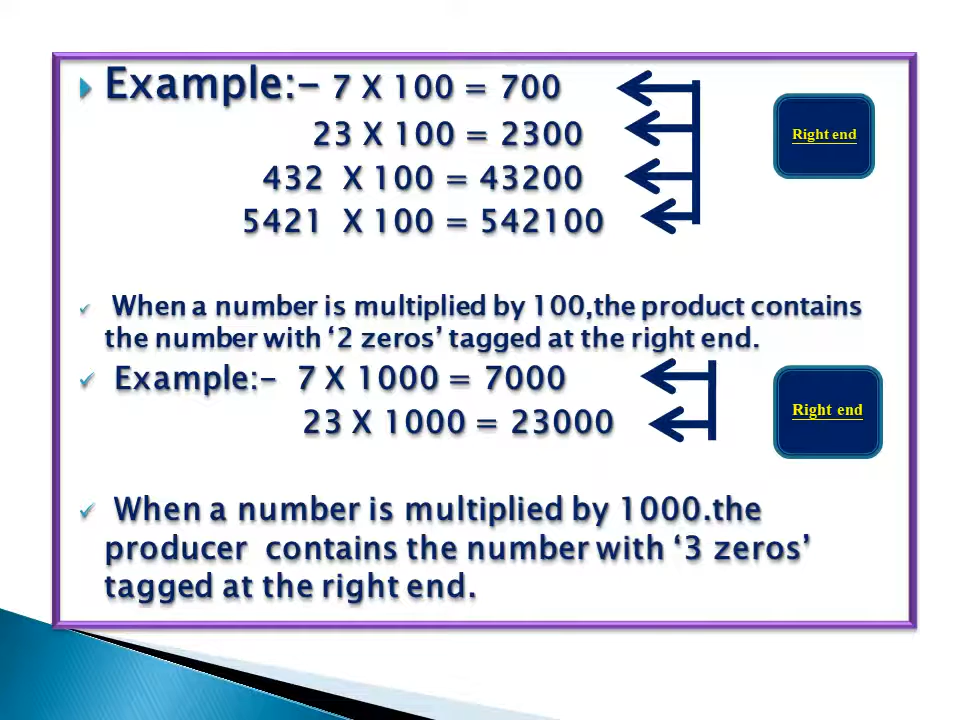 Example:- 7 X 100 = 700
23 X 100 = 2300
432 X 100 = 43200
5421 X 100 = 542100
Right end
When a number is multiplied by 100,the product contains
the number with ‘2 zeros’ tagged at the right end.
Example:- 7 X 1000 = 7000
23 X 1000 = 23000
Right end
When a number is multiplied by 1000.the
producer contains the number with ‘3 zeros’
tagged at the right end.